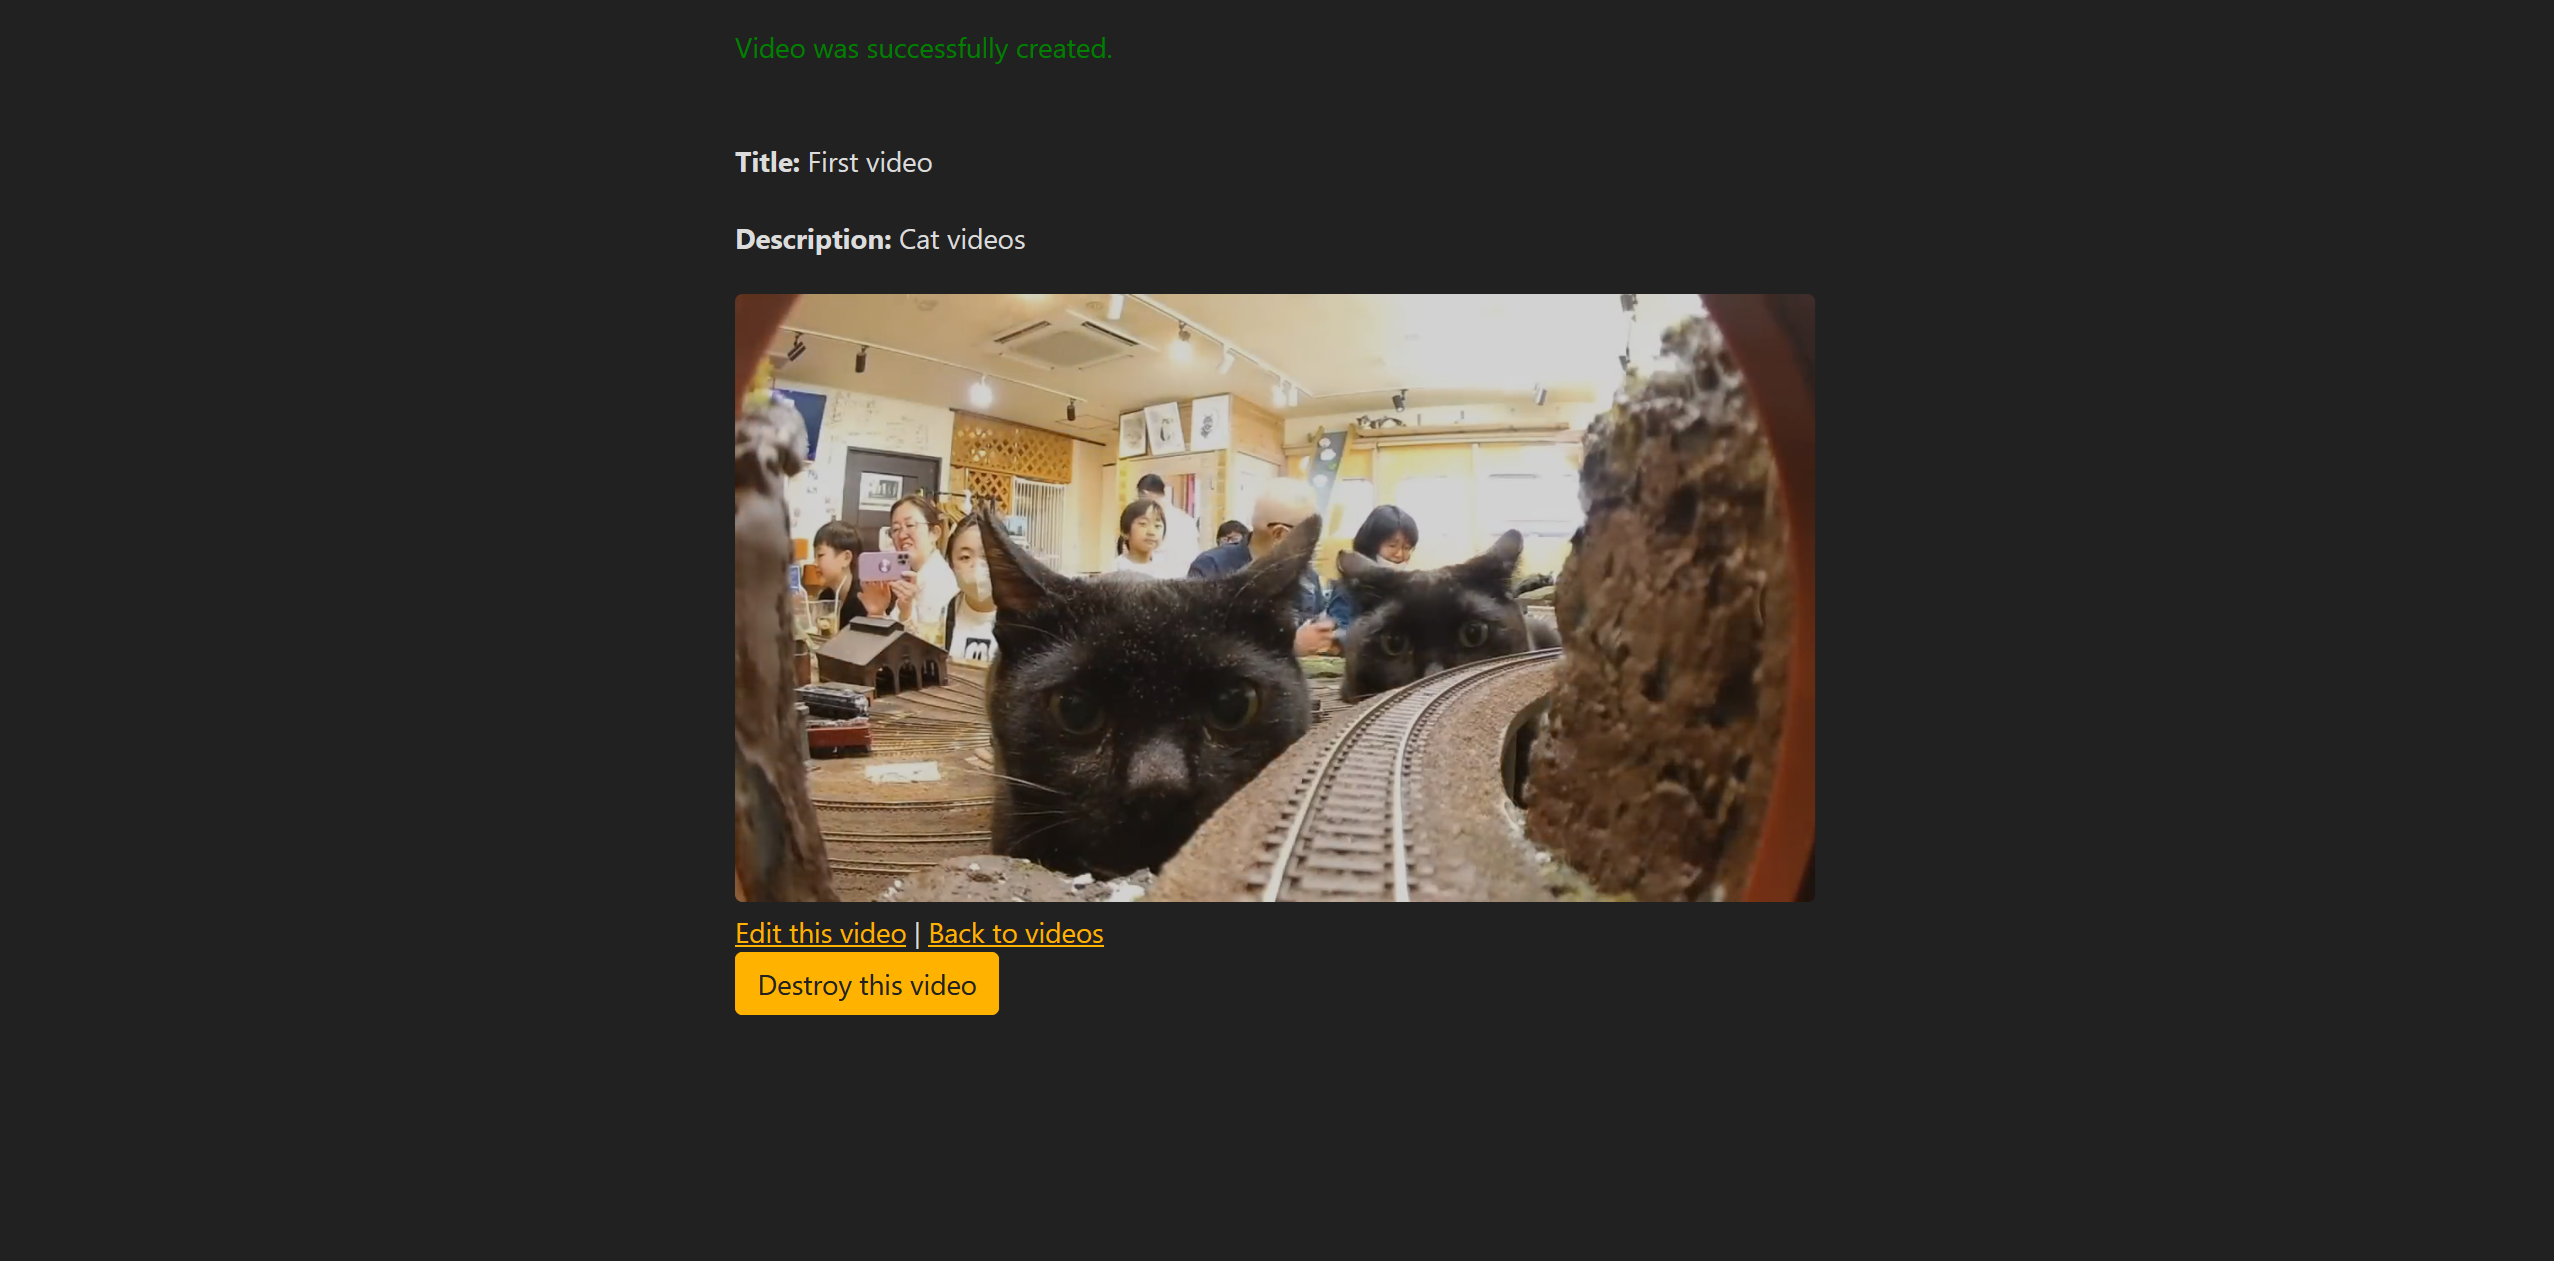 Video was successfully created.
Title: First video
Description: Cat videos
Edit this video | Back to videos
Destroy this video